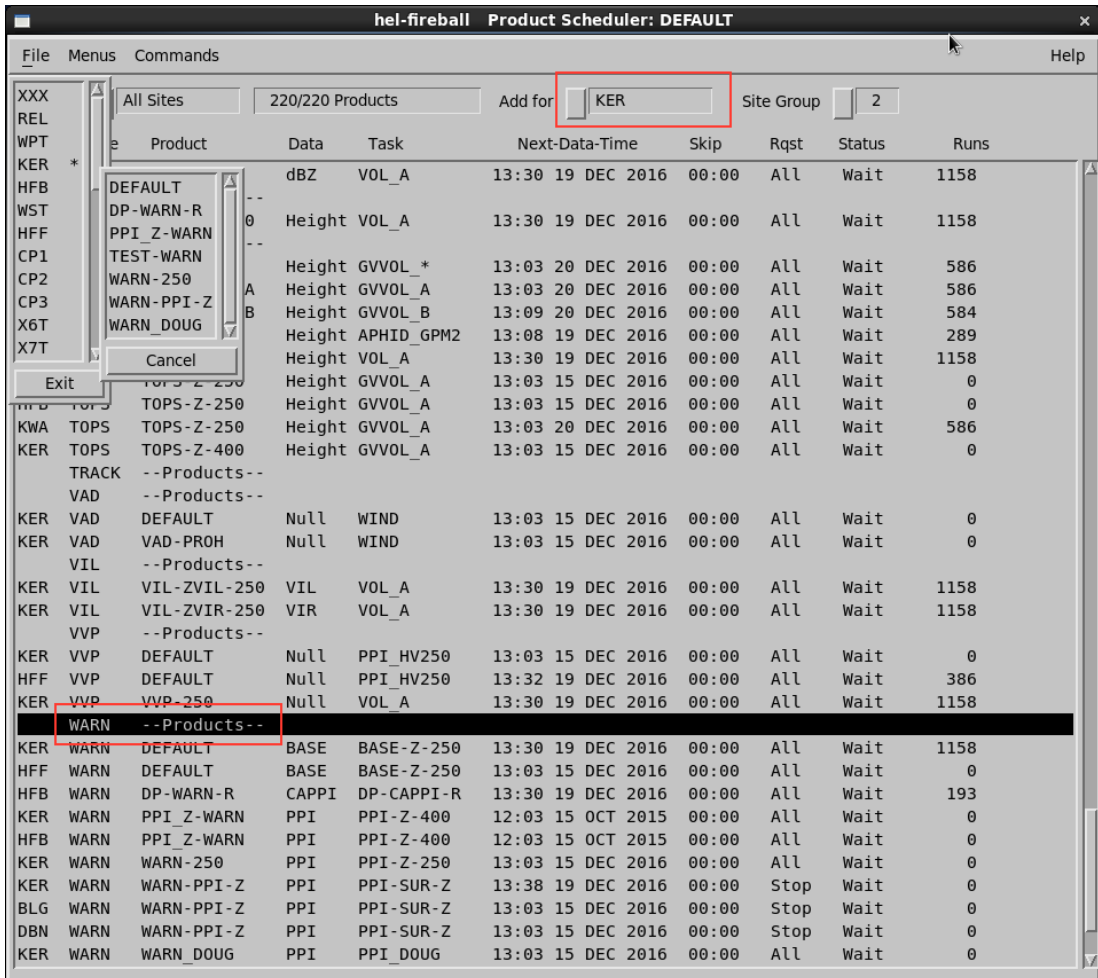 hel-fireball Product Scheduler: DEFAULT ×
File Menus Commands Help
All Sites 220/220 Products Add for KER Site Group 2
e Product Data Task Next-Data-Time Skip Rqst Status Runs
XXX
REL
WPT
KER *
HFB
WST
HFF
CP1
CP2
CP3
X6T
X7T
Exit
DEFAULT
DP-WARN-R
PPI_Z-WARN
TEST-WARN
WARN-250
WARN-PPI-Z
WARN_DOUG
Cancel
dBZ VOL_A 13:30 19 DEC 2016 00:00 All Wait 1158
--
0 Height VOL_A 13:30 19 DEC 2016 00:00 All Wait 1158
--
Height GVVOL_* 13:03 20 DEC 2016 00:00 All Wait 586
A Height GVVOL_A 13:03 20 DEC 2016 00:00 All Wait 586
B Height GVVOL_B 13:09 20 DEC 2016 00:00 All Wait 584
Height APHID_GPM2 13:08 19 DEC 2016 00:00 All Wait 289
Height VOL_A 13:30 19 DEC 2016 00:00 All Wait 1158
TOPS-Z-250 Height GVVOL_A 13:03 15 DEC 2016 00:00 All Wait 0
HFB TOPS TOPS-Z-250 Height GVVOL_A 13:03 15 DEC 2016 00:00 All Wait 0
KWA TOPS TOPS-Z-250 Height GVVOL_A 13:03 20 DEC 2016 00:00 All Wait 586
KER TOPS TOPS-Z-400 Height GVVOL_A 13:03 15 DEC 2016 00:00 All Wait 0
TRACK --Products--
VAD --Products--
KER VAD DEFAULT Null WIND 13:03 15 DEC 2016 00:00 All Wait 0
KER VAD VAD-PROH Null WIND 13:03 15 DEC 2016 00:00 All Wait 0
VIL --Products--
KER VIL VIL-ZVIL-250 VIL VOL_A 13:30 19 DEC 2016 00:00 All Wait 1158
KER VIL VIL-ZVIR-250 VIR VOL_A 13:30 19 DEC 2016 00:00 All Wait 1158
VVP --Products--
KER VVP DEFAULT Null PPI_HV250 13:03 15 DEC 2016 00:00 All Wait 0
HFF VVP DEFAULT Null PPI_HV250 13:32 19 DEC 2016 00:00 All Wait 386
KER VVP VVP-250 Null VOL_A 13:30 19 DEC 2016 00:00 All Wait 1158
WARN --Products--
KER WARN DEFAULT BASE BASE-Z-250 13:30 19 DEC 2016 00:00 All Wait 1158
HFF WARN DEFAULT BASE BASE-Z-250 13:03 15 DEC 2016 00:00 All Wait 0
HFB WARN DP-WARN-R CAPPI DP-CAPPI-R 13:30 19 DEC 2016 00:00 All Wait 193
KER WARN PPI_Z-WARN PPI PPI-Z-400 12:03 15 OCT 2015 00:00 All Wait 0
HFB WARN PPI_Z-WARN PPI PPI-Z-400 12:03 15 OCT 2015 00:00 All Wait 0
KER WARN WARN-250 PPI PPI-Z-250 13:03 15 DEC 2016 00:00 All Wait 0
KER WARN WARN-PPI-Z PPI PPI-SUR-Z 13:38 19 DEC 2016 00:00 Stop Wait 0
BLG WARN WARN-PPI-Z PPI PPI-SUR-Z 13:03 15 DEC 2016 00:00 Stop Wait 0
DBN WARN WARN-PPI-Z PPI PPI-SUR-Z 13:03 15 DEC 2016 00:00 Stop Wait 0
KER WARN WARN_DOUG PPI PPI_DOUG 13:03 15 DEC 2016 00:00 All Wait 0